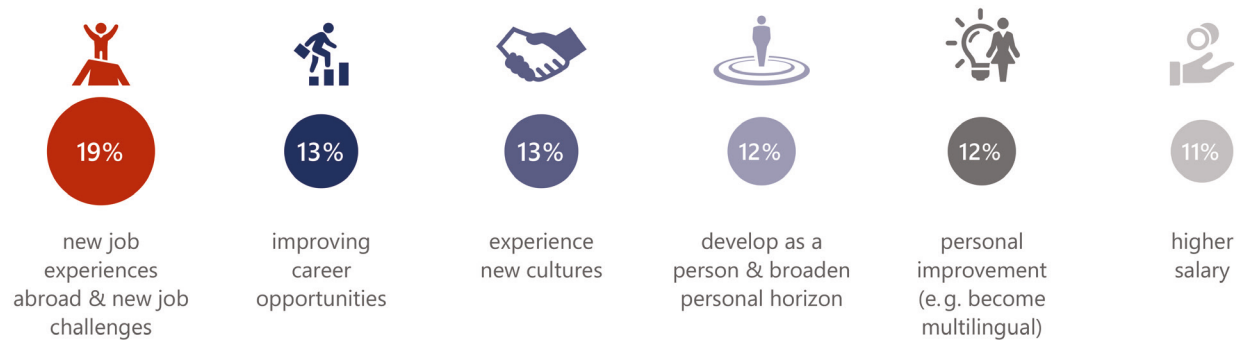 19%
13%
13%
12%
12%
11%
new job
experiences
abroad & new job
challenges
improving
career
opportunities
experience
new cultures
develop as a
person & broaden
personal horizon
personal
improvement
(e. g. become
multilingual)
higher
salary